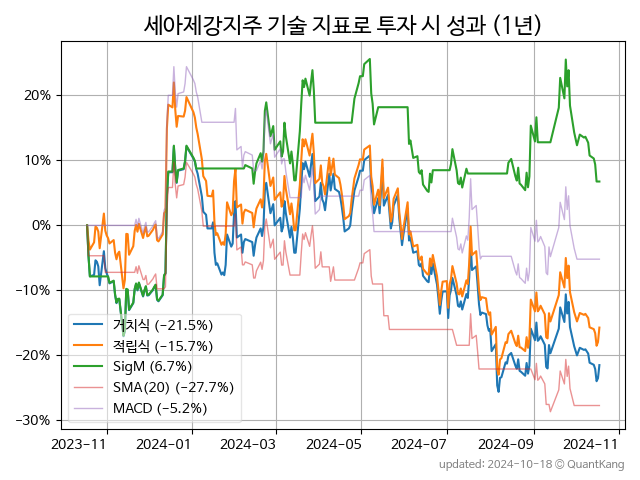 세아제강지주 기술 지표로 투자 시 성과 (1년)
20%
10%
0%
−10%
−20%
−30%
거치식 (−21.5%)
적립식 (−15.7%)
SigM (6.7%)
SMA(20) (−27.7%)
MACD (−5.2%)
2023-11
2024-01
2024-03
2024-05
2024-07
2024-09
2024-11
updated: 2024-10-18 © QuantKang